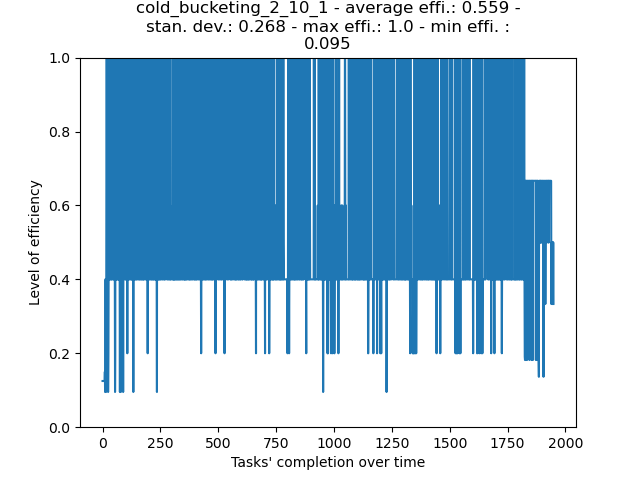 cold_bucketing_2_10_1 - average effi.: 0.559 -
stan. dev.: 0.268 - max effi.: 1.0 - min effi. :
0.095
1.0
0.8
0.6
0.4
0.2
0.0
Level of efficiency
0 250 500 750 1000 1250 1500 1750 2000
Tasks' completion over time